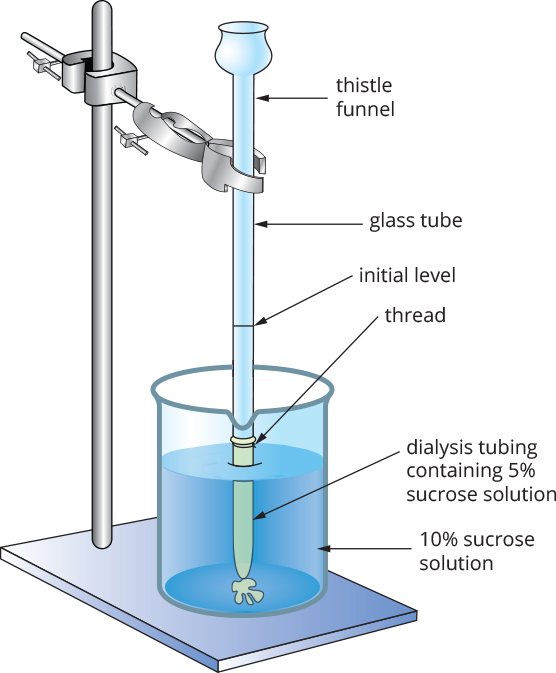 thistle
funnel
glass tube
initial level
thread
dialysis tubing
containing 5%
sucrose solution
10% sucrose
solution